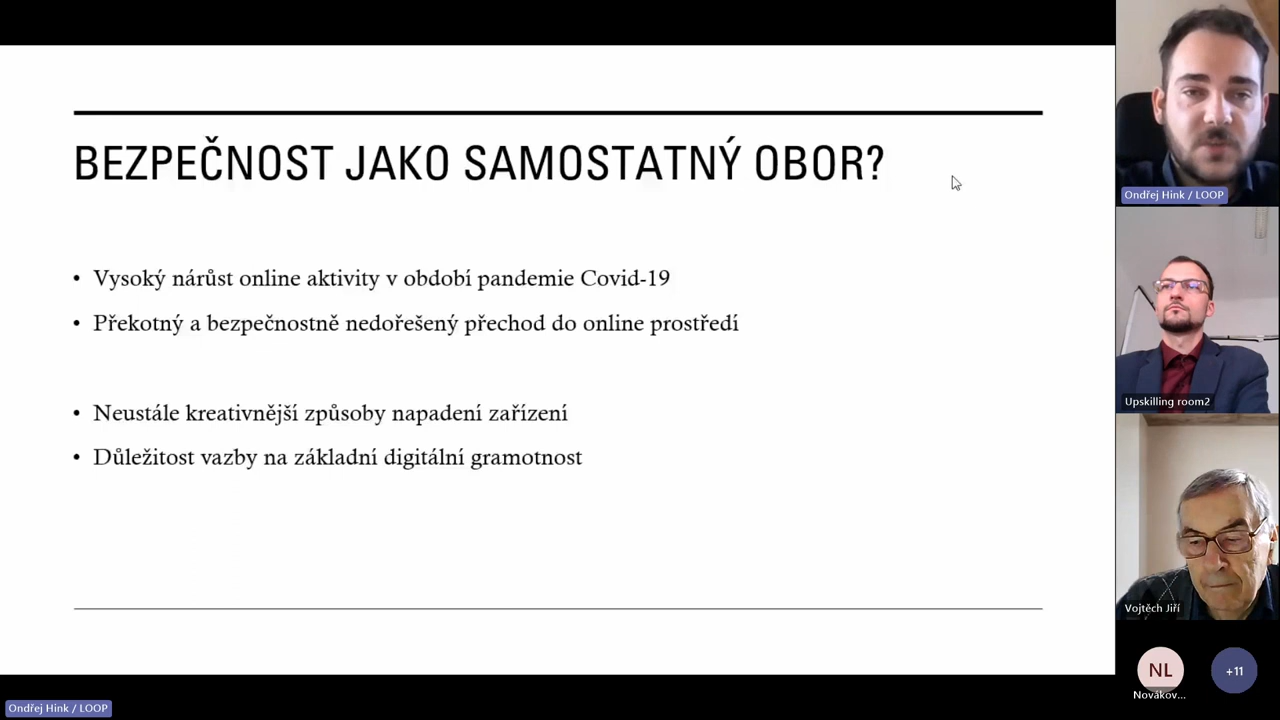 BEZPEČNOST JAKO SAMOSTATNÝ OBOR?
• Vysoký nárůst online aktivity v období pandemie Covid-19
• Překotný a bezpečnostně nedořešený přechod do online prostředí
• Neustále kreativnější způsoby napadení zařízení
• Důležitost vazby na základní digitální gramotnost
Ondřej Hink / LOOP
Upskilling room2
Vojtěch Jiří
NL
+11
Novákov...
Ondřej Hink / LOOP